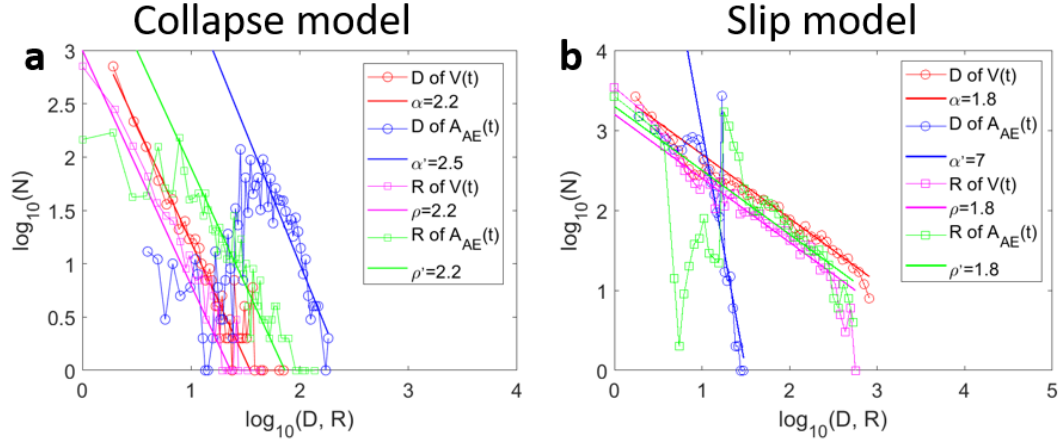 Collapse model
Slip model
a
3
2.5
2
1.5
1
0.5
0
0
1
2
3
4
log10(N)
log10(D, R)
D of V(t)
α=2.2
D of AAE(t)
α'=2.5
R of V(t)
ρ=2.2
R of AAE(t)
ρ'=2.2
b
4
3
2
1
0
0
1
2
3
4
5
log10(N)
log10(D, R)
D of V(t)
α=1.8
D of AAE(t)
α'=7
R of V(t)
ρ=1.8
R of AAE(t)
ρ'=1.8